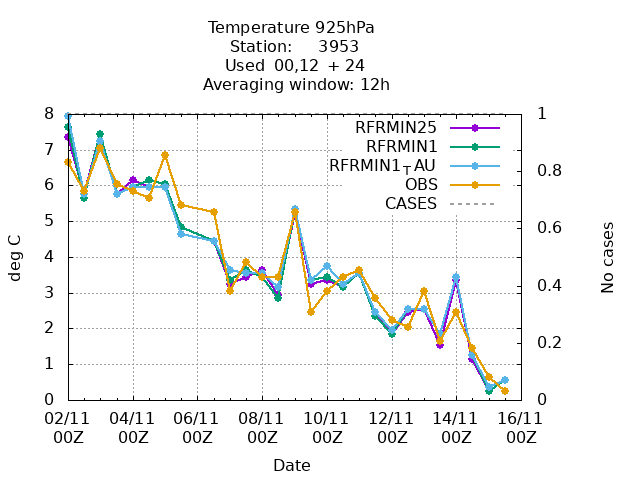 Temperature 925hPa
Station: 3953
Used 00,12 + 24
Averaging window: 12h
8 1
RFRMIN25
RFRMIN1
7
RFRMIN1TAU 0.8
6 OBS
CASES
5 0.6
deg C
4
No cases
3 0.4
2 0.2
1
0 0
02/11 04/11 06/11 08/11 10/11 12/11 14/11 16/11
00Z 00Z 00Z 00Z 00Z 00Z 00Z 00Z
Date